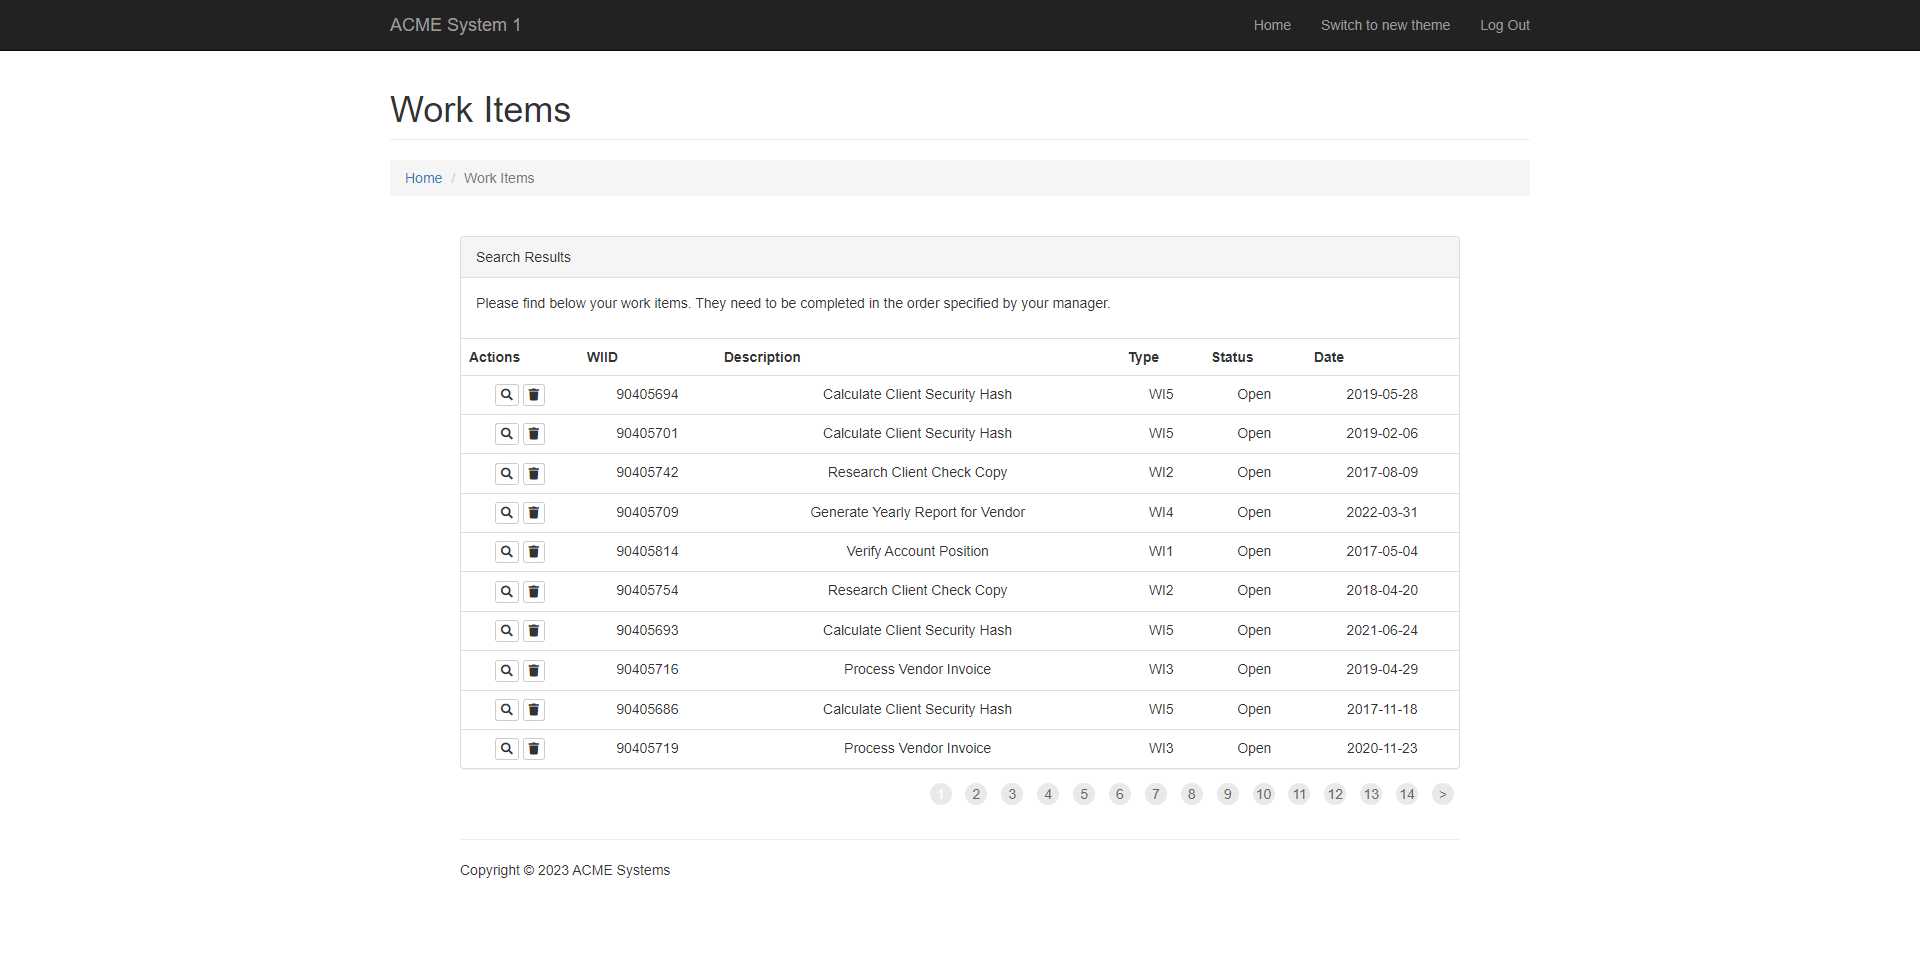 ACME System 1 Home Switch to new theme Log Out
Work Items
Home / Work Items
Search Results
Please find below your work items. They need to be completed in the order specified by your manager.
Actions WIID Description Type Status Date
90405694 Calculate Client Security Hash WI5 Open 2019-05-28
90405701 Calculate Client Security Hash WI5 Open 2019-02-06
90405742 Research Client Check Copy WI2 Open 2017-08-09
90405709 Generate Yearly Report for Vendor WI4 Open 2022-03-31
90405814 Verify Account Position WI1 Open 2017-05-04
90405754 Research Client Check Copy WI2 Open 2018-04-20
90405693 Calculate Client Security Hash WI5 Open 2021-06-24
90405716 Process Vendor Invoice WI3 Open 2019-04-29
90405686 Calculate Client Security Hash WI5 Open 2017-11-18
90405719 Process Vendor Invoice WI3 Open 2020-11-23
1 2 3 4 5 6 7 8 9 10 11 12 13 14 >
Copyright © 2023 ACME Systems